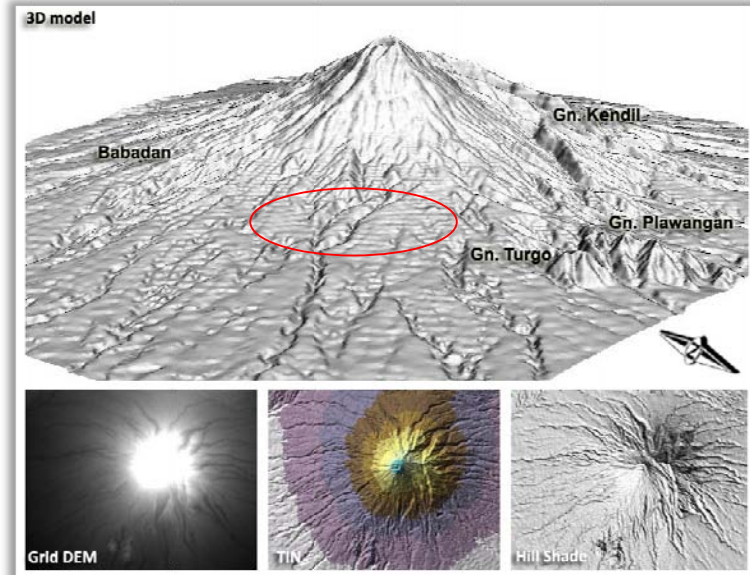 3D model
Gn. Kendil
Babadan
Gn. Plawangan
Gn. Turgo
Grid DEM
TIN
Hill Shade